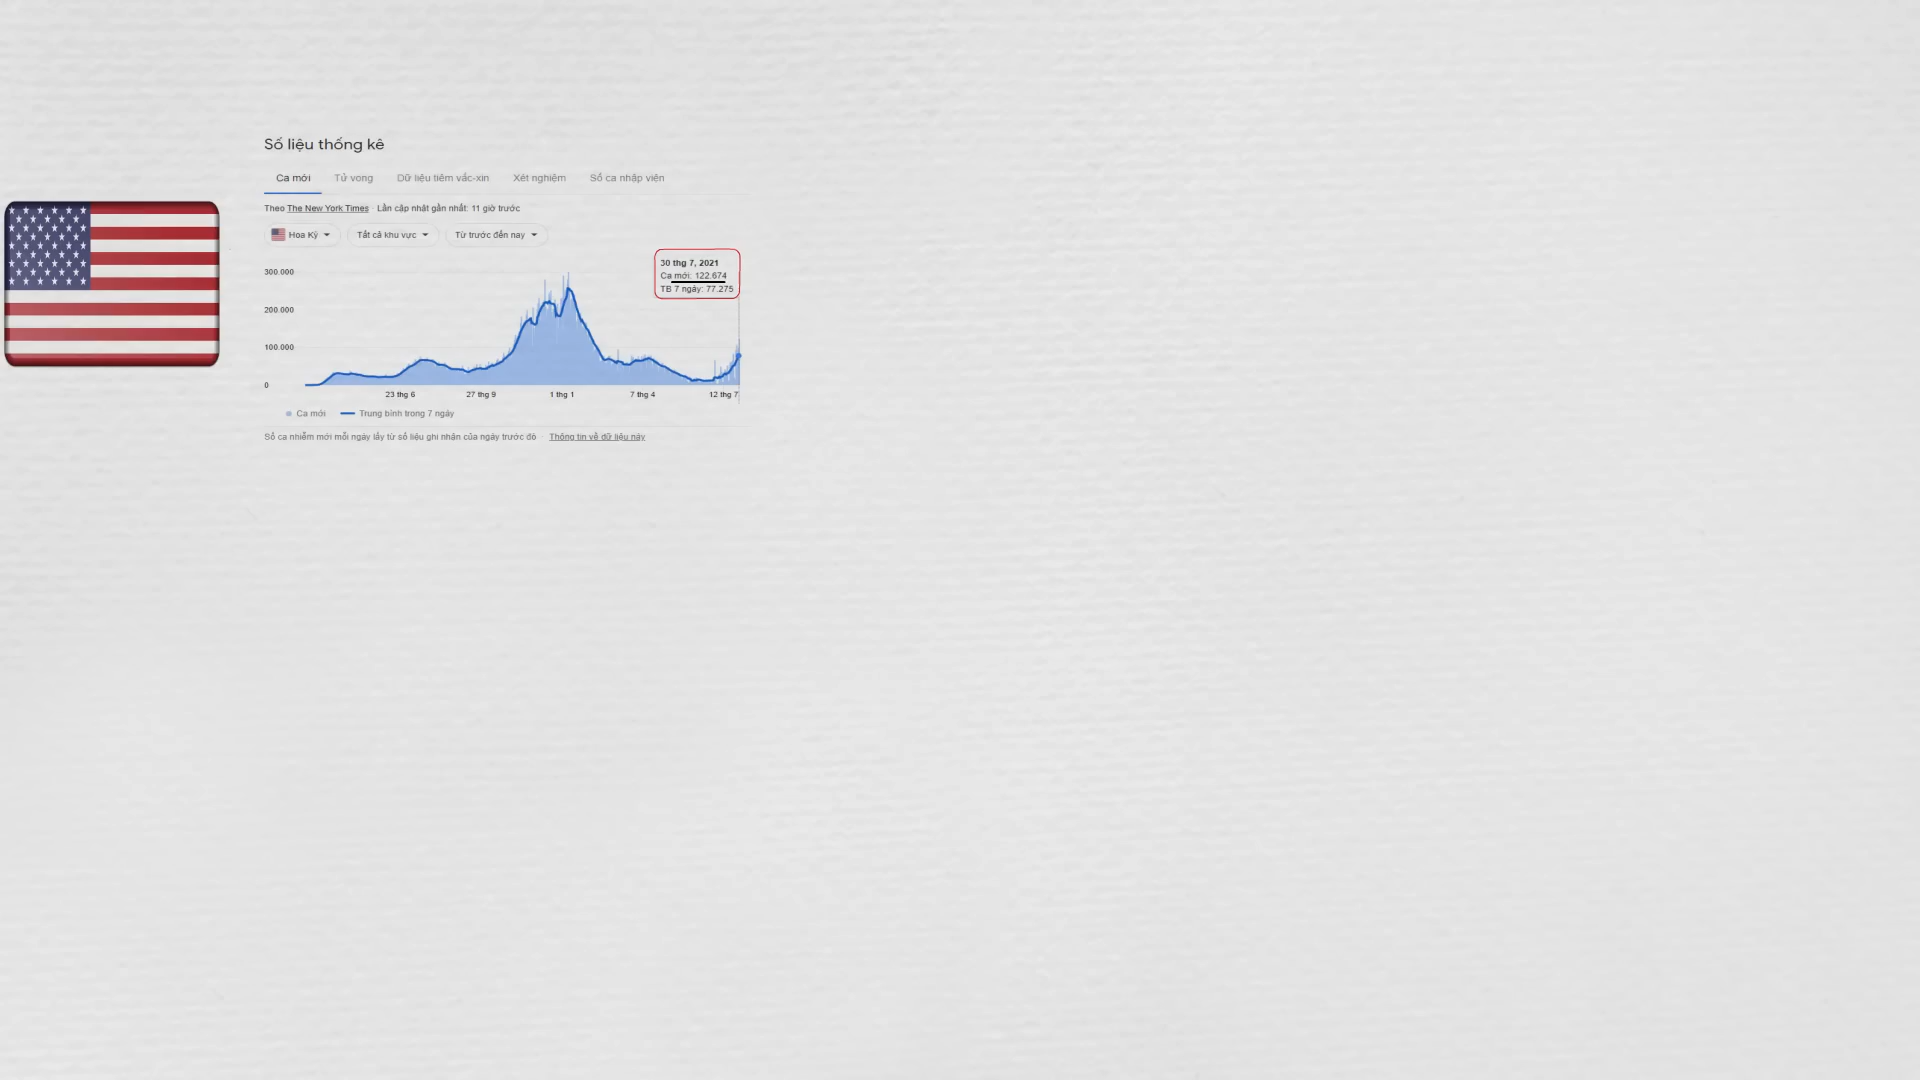 Số liệu thống kê
Ca mới Tử vong Dữ liệu tiêm vắc-xin Xét nghiệm Số ca nhập viện
Theo The New York Times · Lần cập nhật gần nhất: 11 giờ trước
Hoa Kỳ Tất cả khu vực Từ trước đến nay
30 thg 7, 2021
Ca mới: 122.674
TB 7 ngày: 77.275
300.000
200.000
100.000
0
23 thg 6 27 thg 9 1 thg 1 7 thg 4 12 thg 7
Ca mới Trung bình trong 7 ngày
Số ca nhiễm mới mỗi ngày lấy từ số liệu ghi nhận của ngày trước đó · Thông tin về dữ liệu này